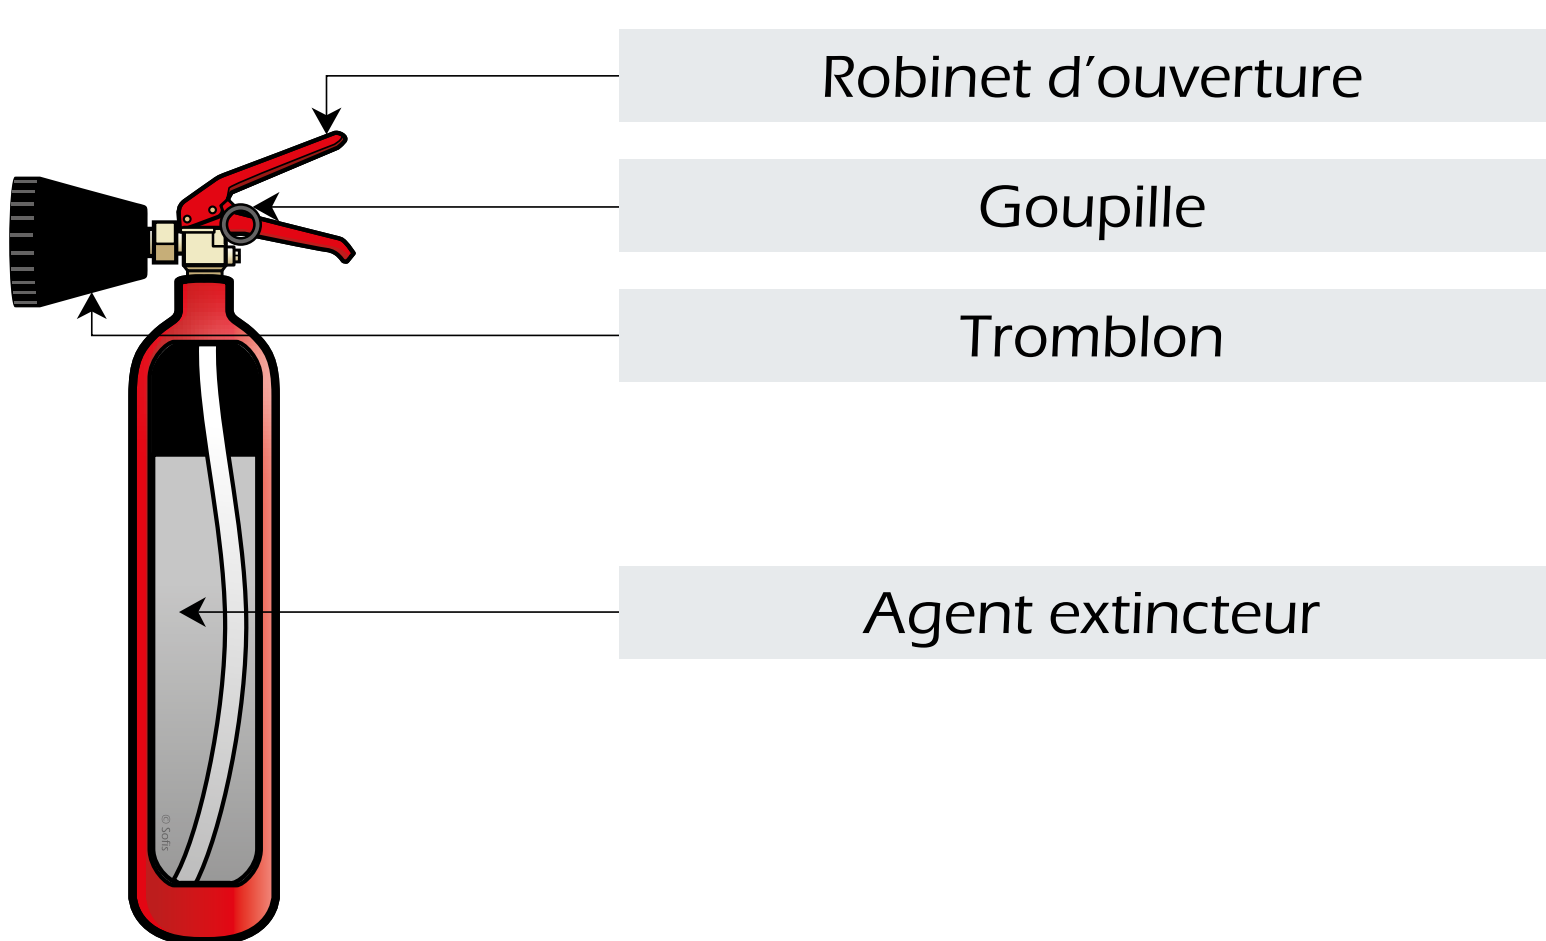 Robinet d’ouverture
Goupille
Tromblon
Agent extincteur
© Sofis